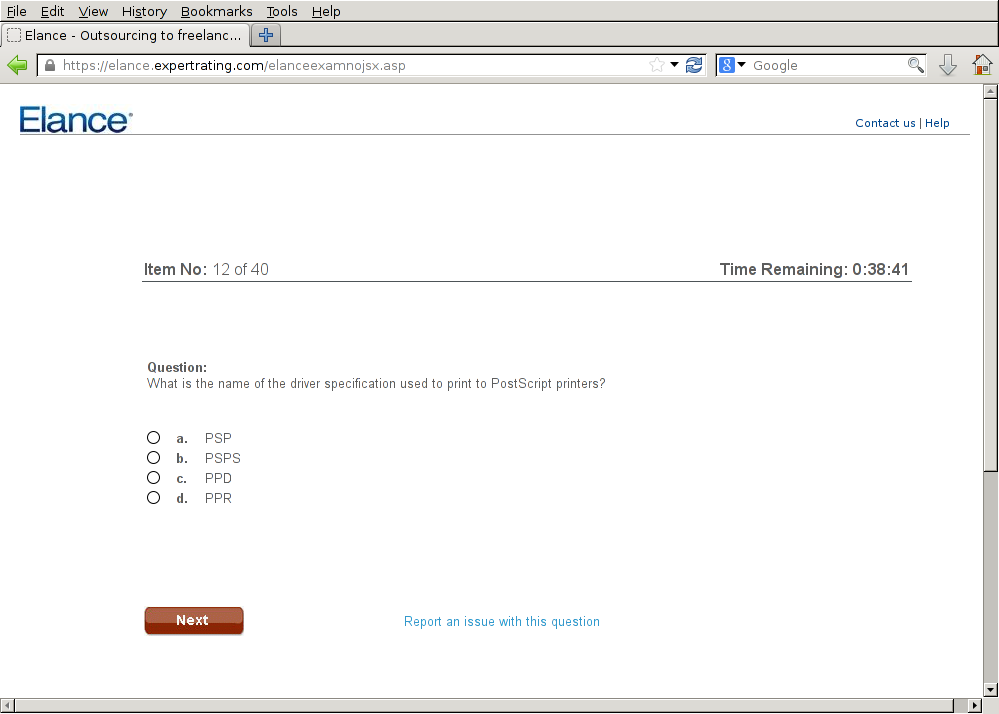 File Edit View History Bookmarks Tools Help
Elance - Outsourcing to freelanc...
https://elance.expertrating.com/elanceexamnojsx.asp
8 Google
Elance®
Contact us | Help
Item No: 12 of 40
Time Remaining: 0:38:41
Question:
What is the name of the driver specification used to print to PostScript printers?
a. PSP
b. PSPS
c. PPD
d. PPR
Next
Report an issue with this question